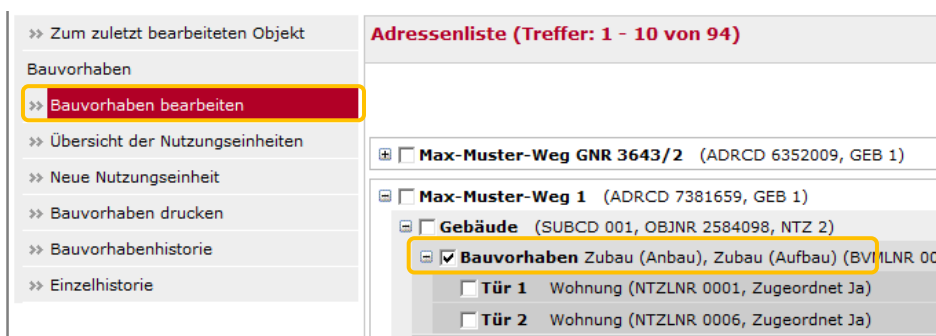 Zum zuletzt bearbeiteten Objekt
Bauvorhaben
Bauvorhaben bearbeiten
Übersicht der Nutzungseinheiten
Neue Nutzungseinheit
Bauvorhaben drucken
Bauvorhabenhistorie
Einzelhistorie
Adressenliste (Treffer: 1 - 10 von 94)
Max-Muster-Weg GNR 3643/2 (ADRCD 6352009, GEB 1)
Max-Muster-Weg 1 (ADRCD 7381659, GEB 1)
Gebäude (SUBCD 001, OBJNR 2584098, NTZ 2)
Bauvorhaben Zubau (Anbau), Zubau (Aufbau) (BVMLNR 00
Tür 1 Wohnung (NTZLNR 0001, Zugeordnet Ja)
Tür 2 Wohnung (NTZLNR 0006, Zugeordnet Ja)